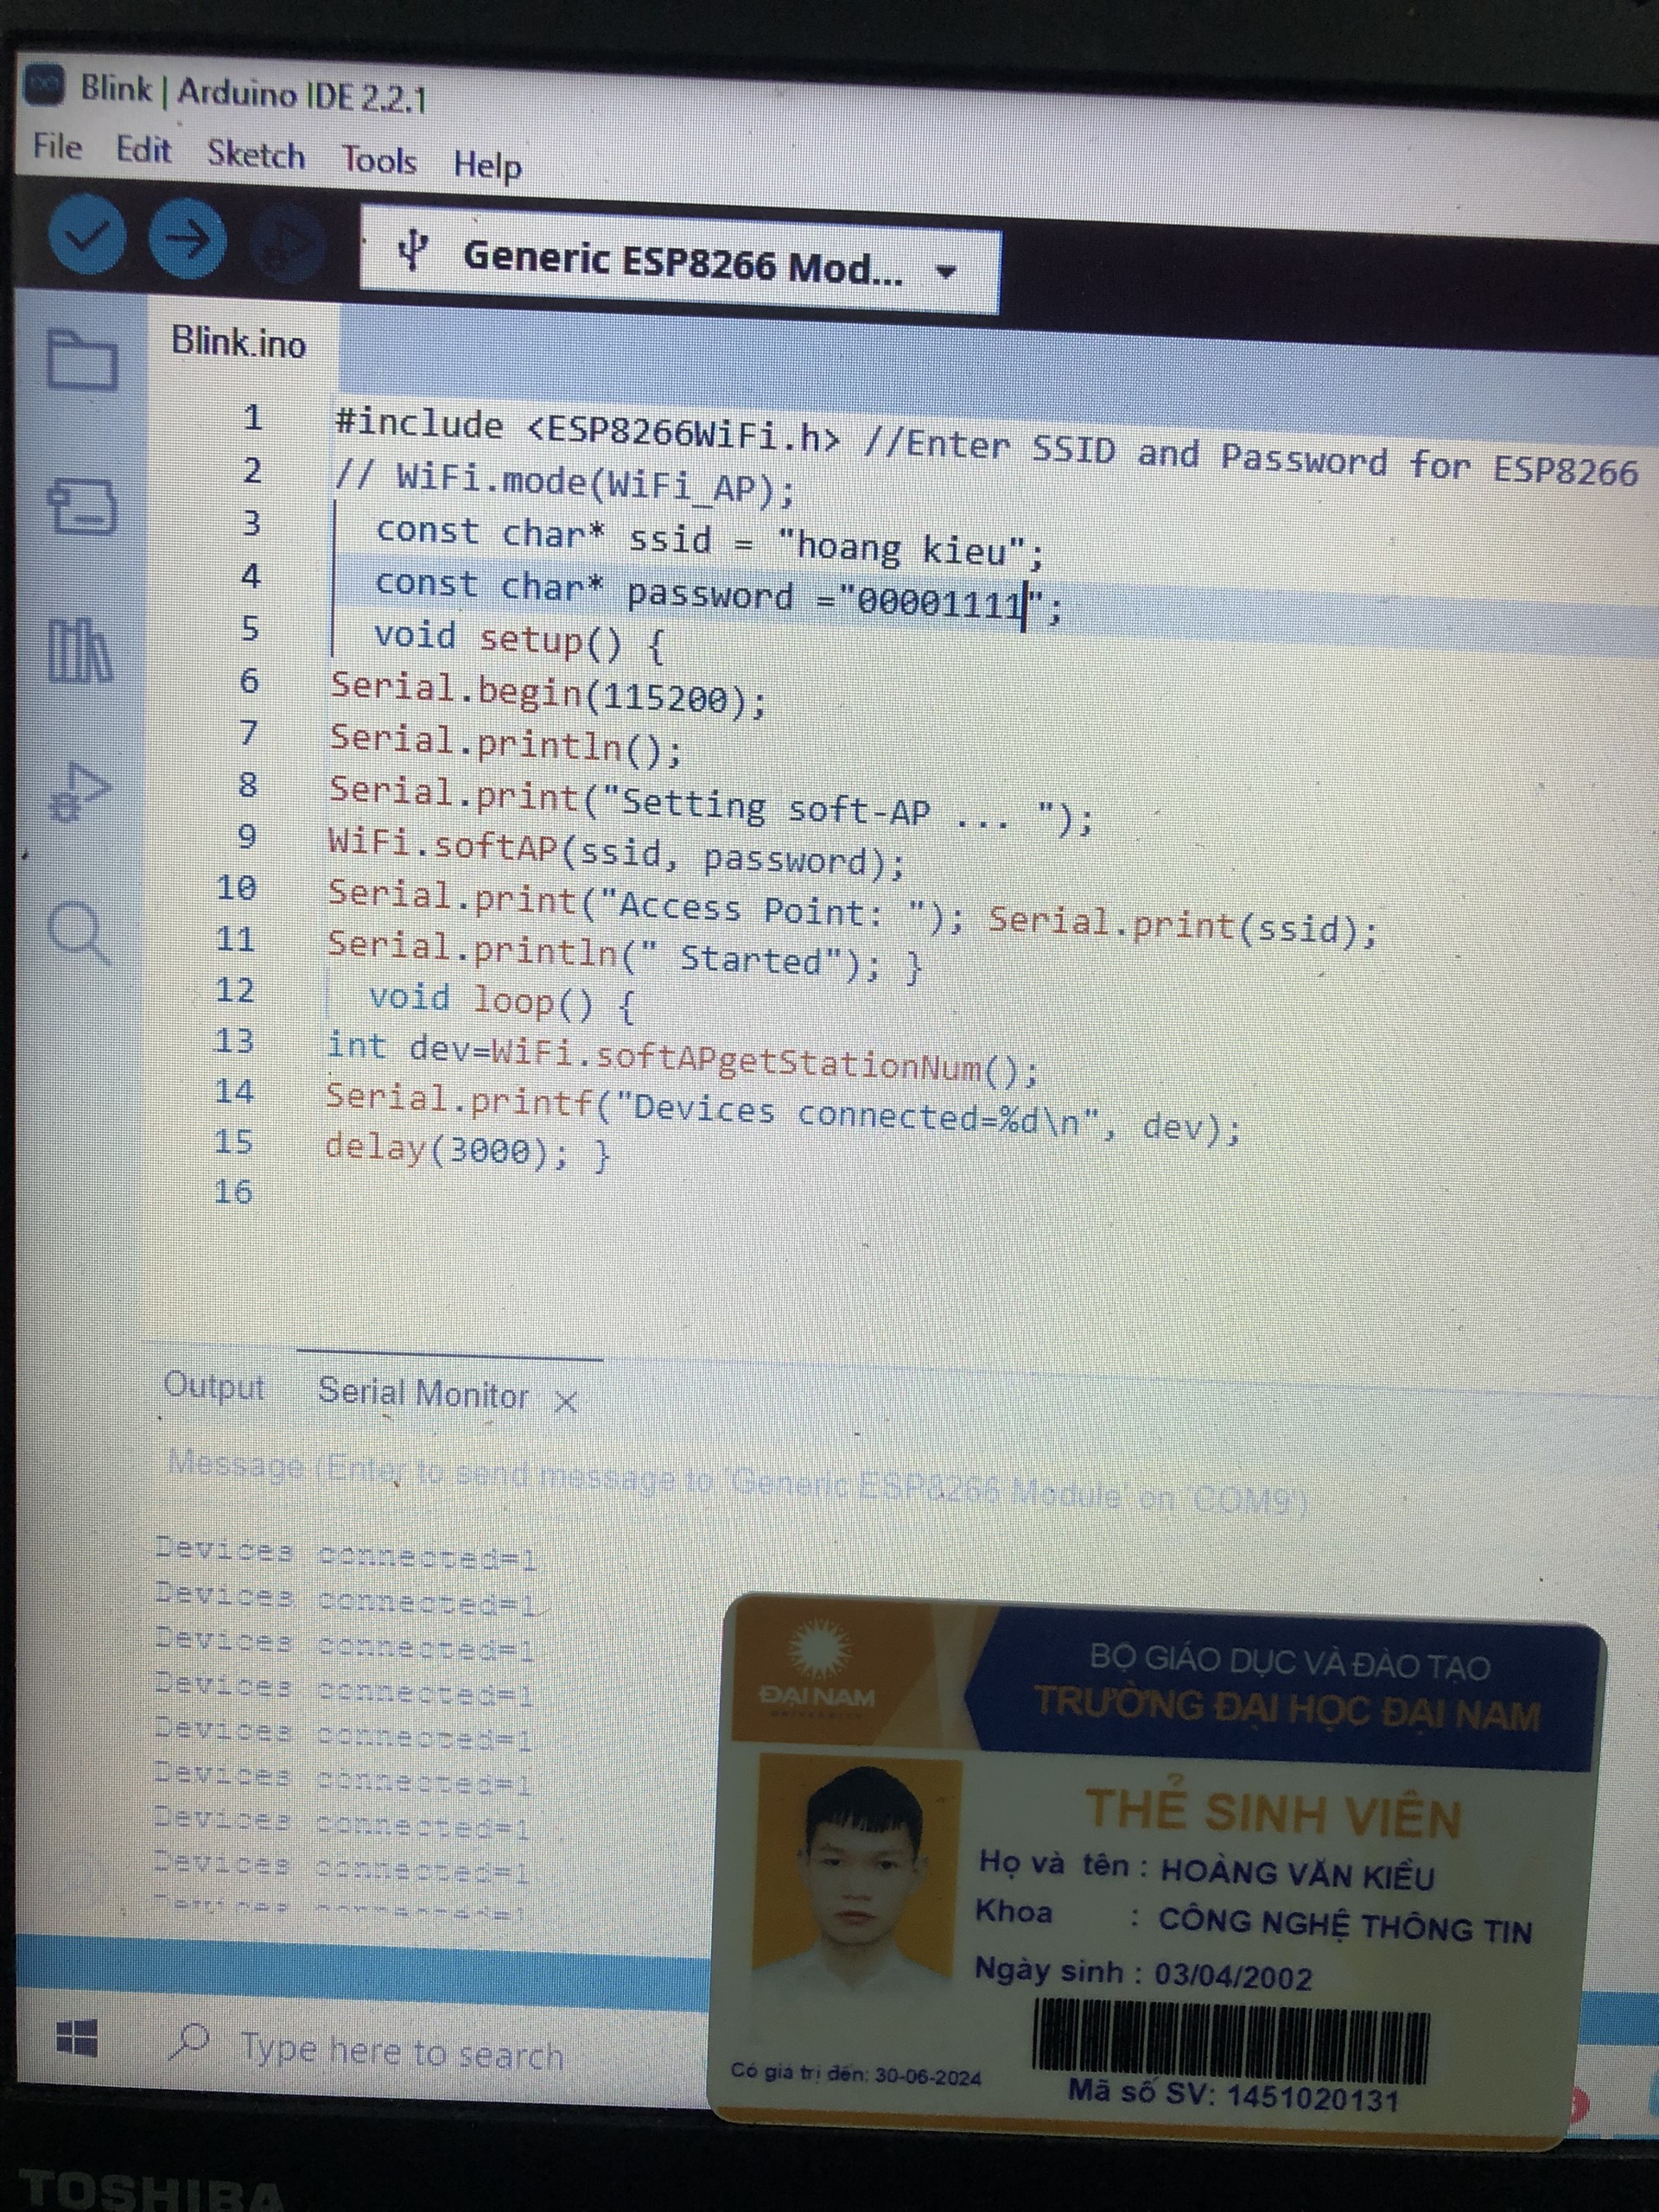 Blink | Arduino IDE 2.2.1
File Edit Sketch Tools Help
Generic ESP8266 Mod...
Blink.ino
1 #include <ESP8266WiFi.h> //Enter SSID and Password for ESP8266
2 // WiFi.mode(WiFi_AP);
3 const char* ssid = "hoang kieu";
4 const char* password ="00001111";
5 void setup() {
6 Serial.begin(115200);
7 Serial.println();
8 Serial.print("Setting soft-AP ... ");
9 WiFi.softAP(ssid, password);
10 Serial.print("Access Point: "); Serial.print(ssid);
11 Serial.println(" Started"); }
12 void loop() {
13 int dev=WiFi.softAPgetStationNum();
14 Serial.printf("Devices connected=%d\n", dev);
15 delay(3000); }
16
Output Serial Monitor
Message (Enter to send message to 'Generic ESP8266 Module' on 'COM9')
Devices connected=1
Devices connected=1
Devices connected=1
Devices connected=1
Devices connected=1
Devices connected=1
Devices connected=1
Devices connected=1
Devices connected=1
ĐẠI NAM
UNIVERSITY
BỘ GIÁO DỤC VÀ ĐÀO TẠO
TRƯỜNG ĐẠI HỌC ĐẠI NAM
THẺ SINH VIÊN
Họ và tên : HOÀNG VĂN KIỀU
Khoa : CÔNG NGHỆ THÔNG TIN
Ngày sinh : 03/04/2002
Có giá trị đến: 30-06-2024
Mã số SV: 1451020131
Type here to search
TOSHIBA